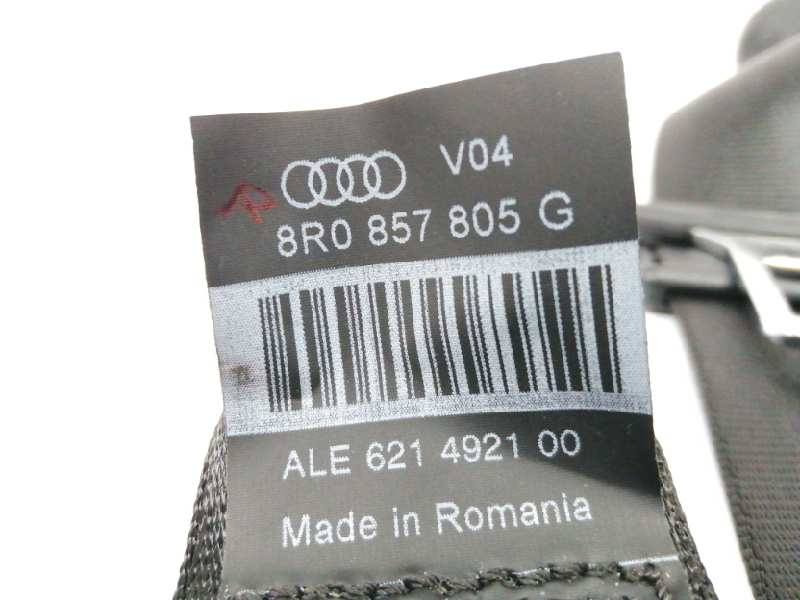 V04
8R0 857 805 G
ALE 621 4921 00
Made in Romania